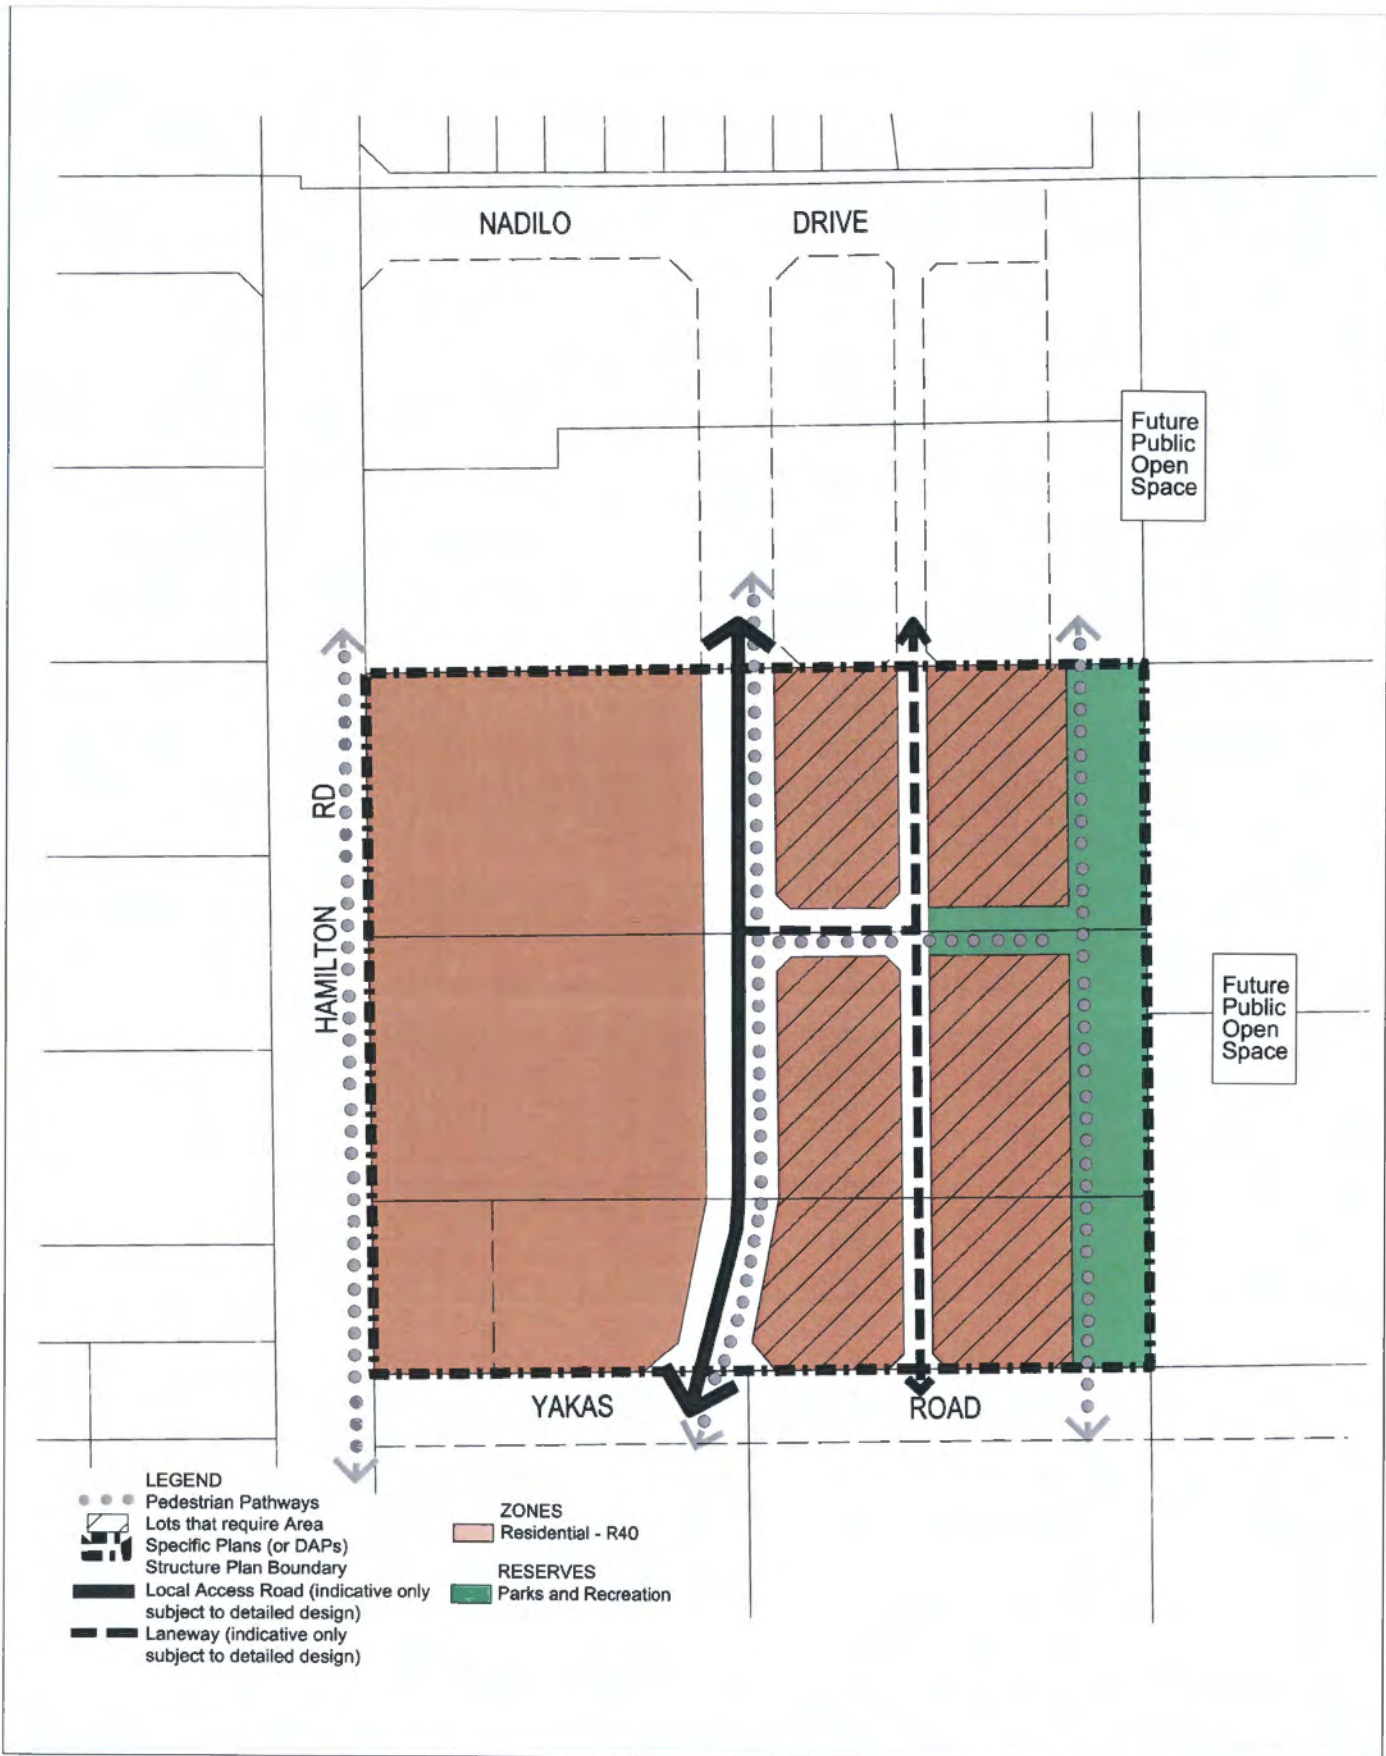 NADILO DRIVE
Future
Public
Open
Space
HAMILTON RD
Future
Public
Open
Space
YAKAS ROAD
LEGEND
Pedestrian Pathways
Lots that require Area
Specific Plans (or DAPs)
Structure Plan Boundary
Local Access Road (indicative only
subject to detailed design)
Laneway (indicative only
subject to detailed design)
ZONES
Residential - R40
RESERVES
Parks and Recreation